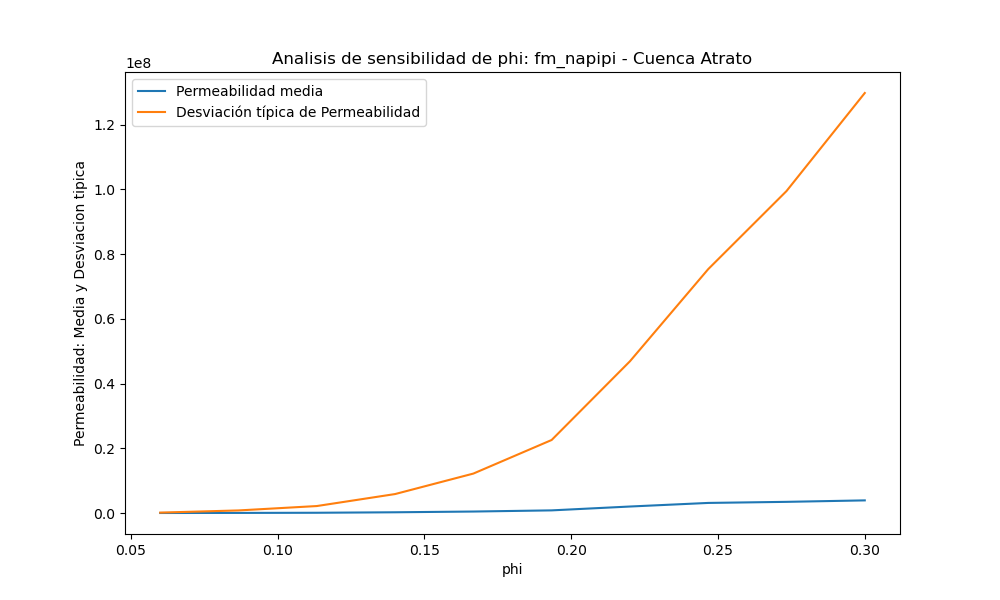 Analisis de sensibilidad de phi: fm_napipi - Cuenca Atrato
1e8
Permeabilidad media
Desviación típica de Permeabilidad
Permeabilidad: Media y Desviacion tipica
1.2
1.0
0.8
0.6
0.4
0.2
0.0
0.05 0.10 0.15 0.20 0.25 0.30
phi